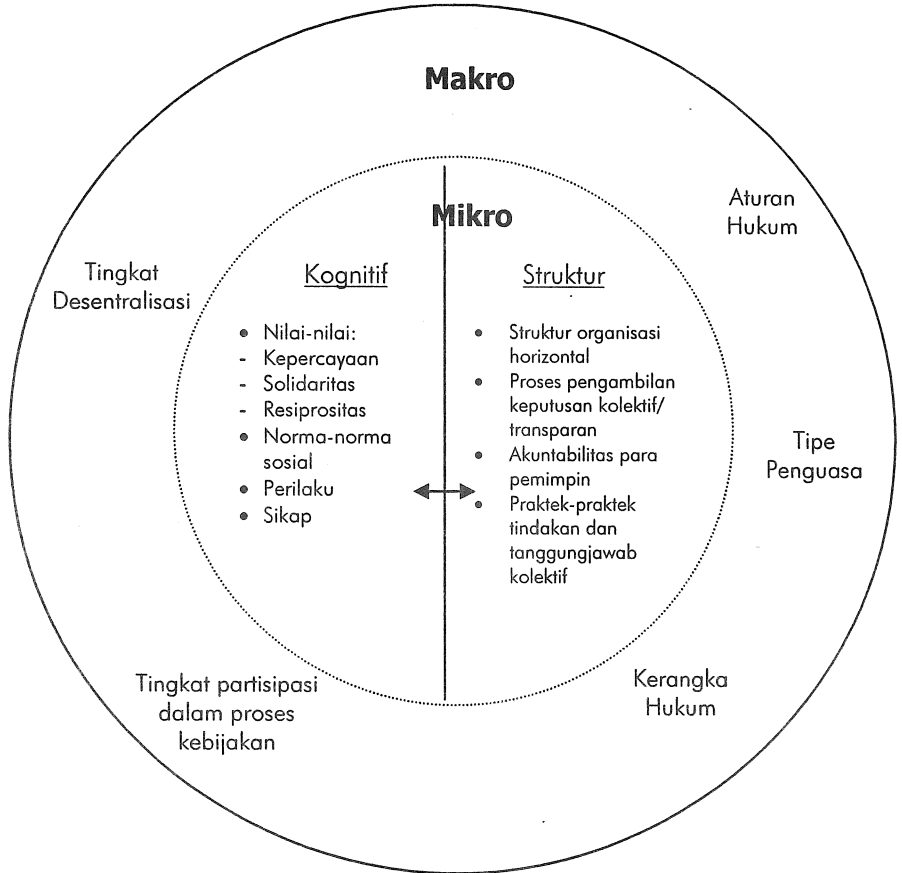 Makro
Aturan
Hukum
Mikro
Tingkat
Desentralisasi
Kognitif
Struktur
• Nilai-nilai:
- Kepercayaan
- Solidaritas
- Resiprositas
• Norma-norma
sosial
• Perilaku
• Sikap
• Struktur organisasi
horizontal
• Proses pengambilan
keputusan kolektif/
transparan
• Akuntabilitas para
pemimpin
• Praktek-praktek
tindakan dan
tanggungjawab
kolektif
Tipe
Penguasa
Tingkat partisipasi
dalam proses
kebijakan
Kerangka
Hukum